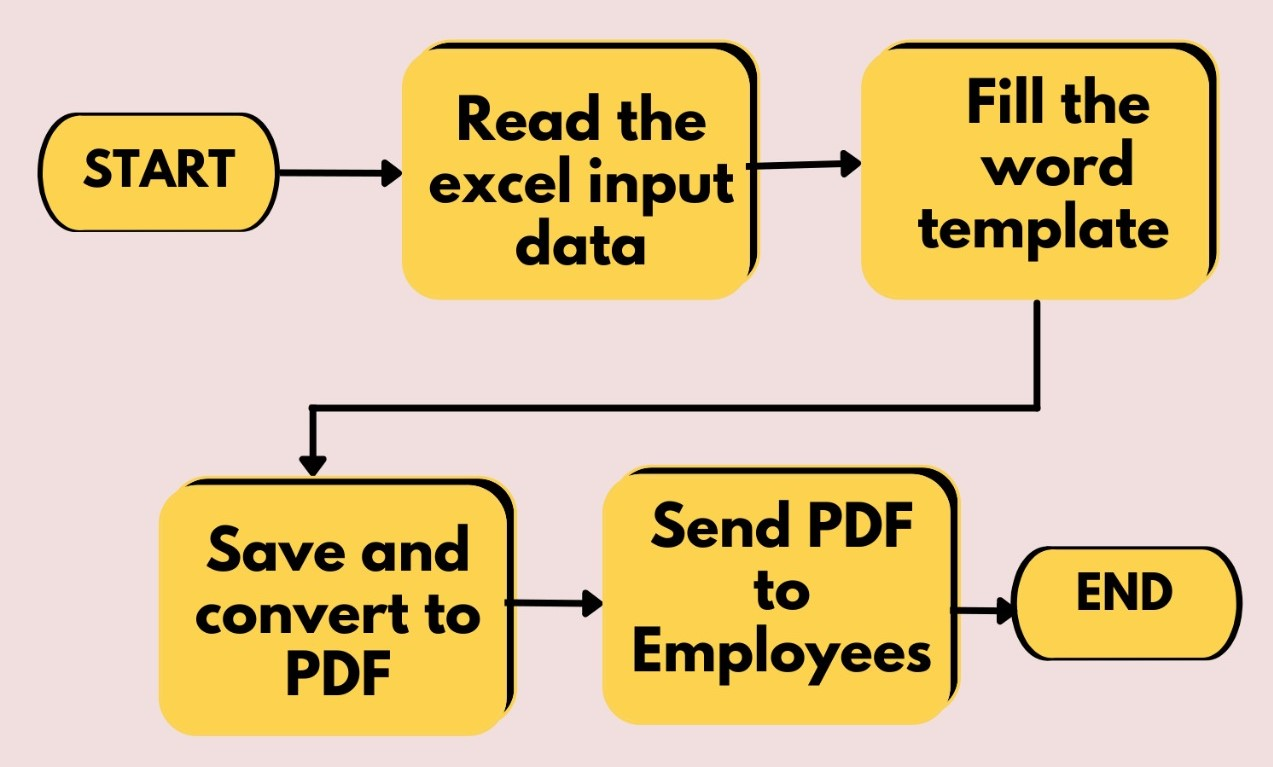 START
Read the
excel input
data
Fill the
word
template
Save and
convert to
PDF
Send PDF
to
Employees
END